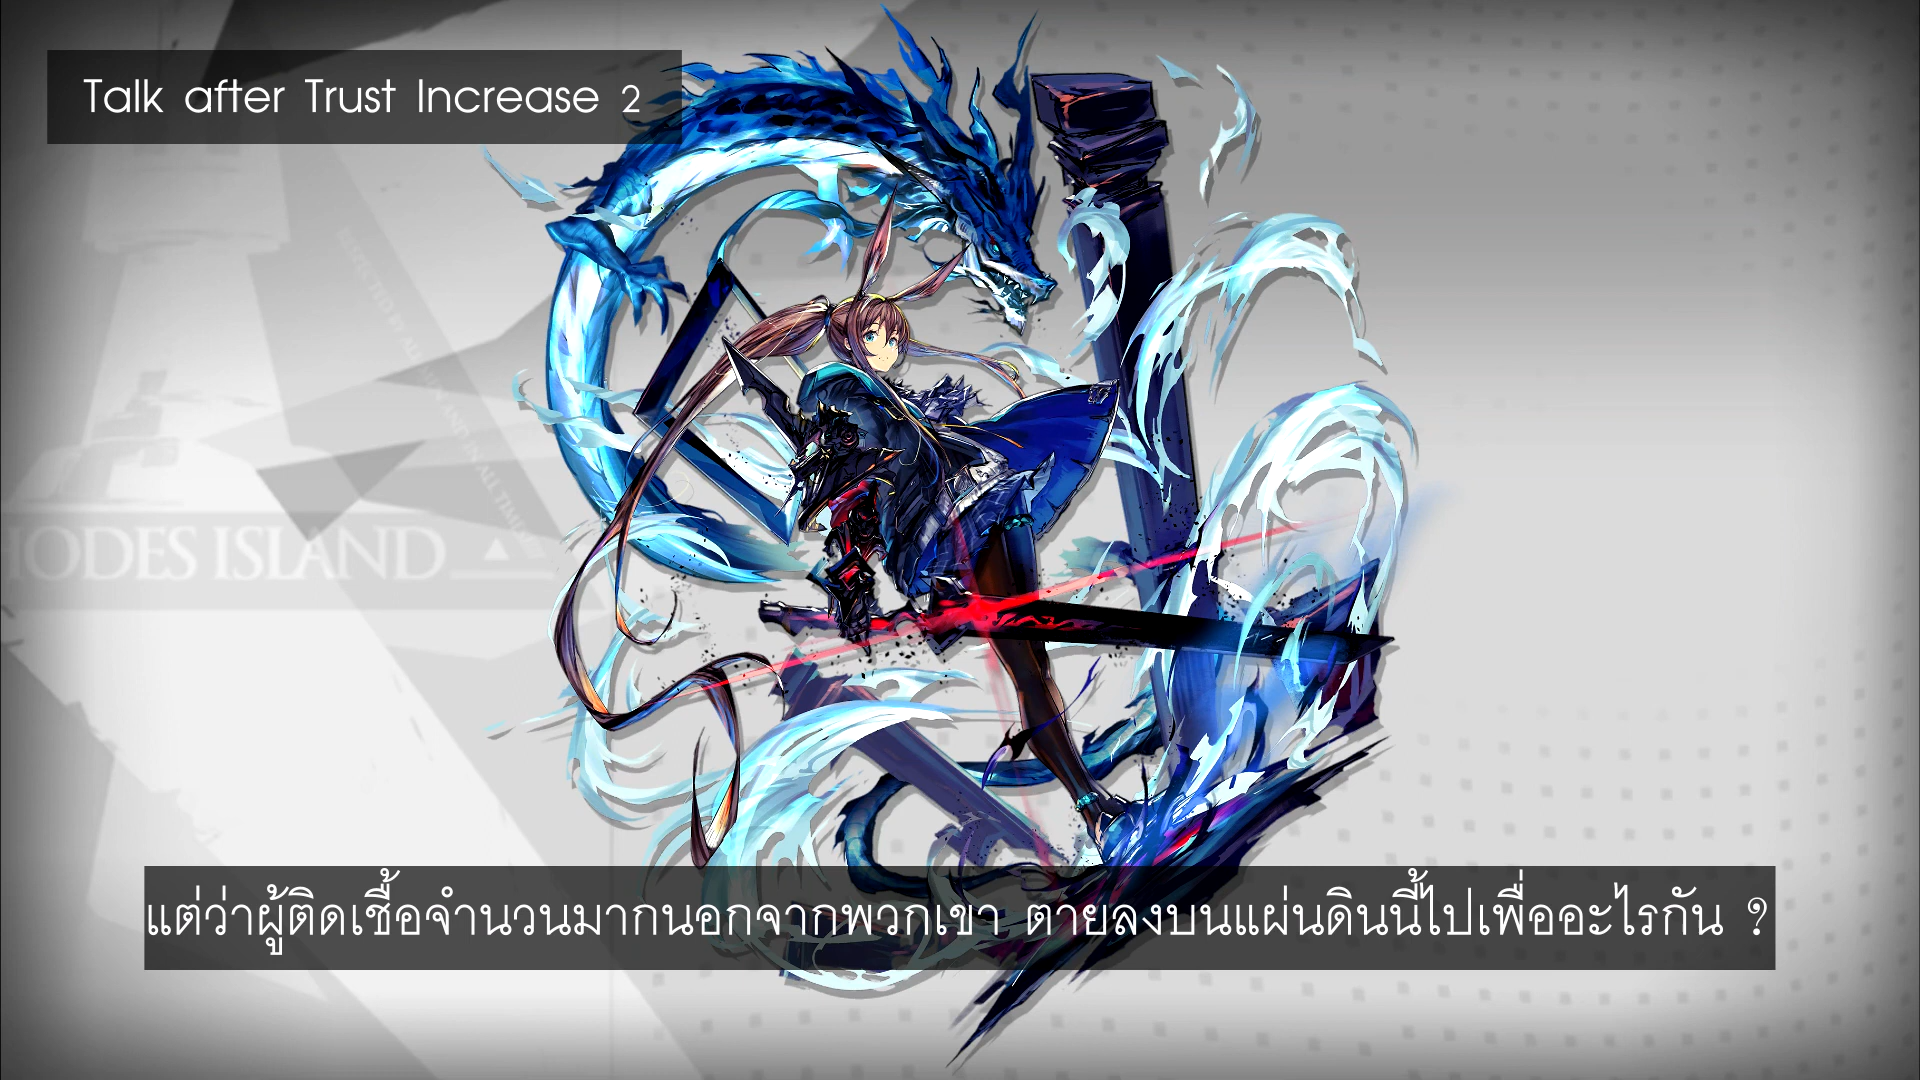 Talk after Trust Increase 2
HODES ISLAND
แต่ว่าผู้ติดเชื้อจำนวนมากนอกจากพวกเขา ตายลงบนแผ่นดินนี้ไปเพื่ออะไรกัน ?